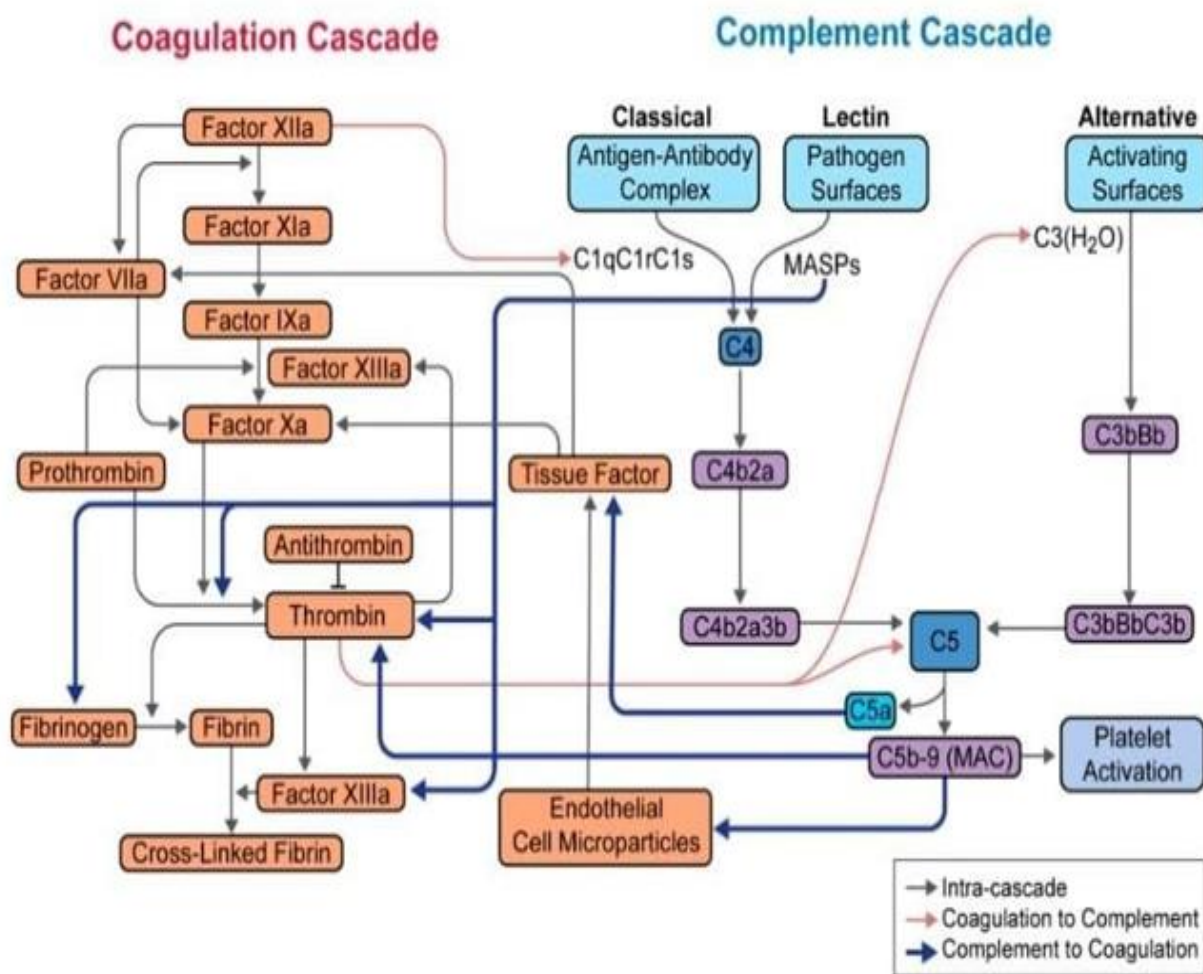 Coagulation Cascade
Complement Cascade
Classical
Lectin
Alternative
Factor XIIa
Antigen-Antibody
Complex
Pathogen
Surfaces
Activating
Surfaces
Factor XIa
C1qC1rC1s
MASPs
C3(H₂O)
Factor VIIa
Factor IXa
C4
Factor XIIIa
Factor Xa
C3bBb
Prothrombin
Tissue Factor
C4b2a
Antithrombin
Thrombin
C4b2a3b
C5
C3bBbC3b
C5a
Fibrinogen
Fibrin
C5b-9 (MAC)
Platelet
Activation
Factor XIIIa
Endothelial
Cell Microparticles
Cross-Linked Fibrin
Intra-cascade
Coagulation to Complement
Complement to Coagulation